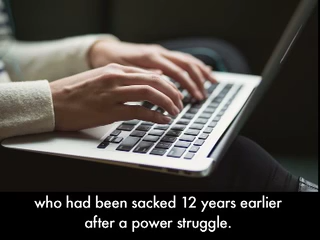 who had been sacked 12 years earlier
after a power struggle.